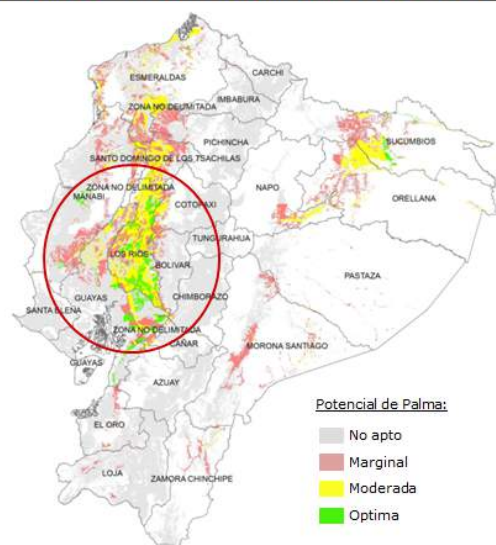 ESMERALDAS
CARCHI
IMBABURA
ZONA NO DELIMITADA
PICHINCHA
SUCUMBIOS
SANTO DOMINGO DE LOS TSACHILAS
ZONA NO DELIMITADA
NAPO
MANABI
COTOPAXI
ORELLANA
TUNGURAHUA
LOS RIOS
BOLIVAR
PASTAZA
GUAYAS
CHIMBORAZO
SANTA ELENA
ZONA NO DELIMITADA
CAÑAR
MORONA SANTIAGO
GUAYAS
AZUAY
EL ORO
LOJA
ZAMORA CHINCHIPE
Potencial de Palma:
No apto
Marginal
Moderada
Optima